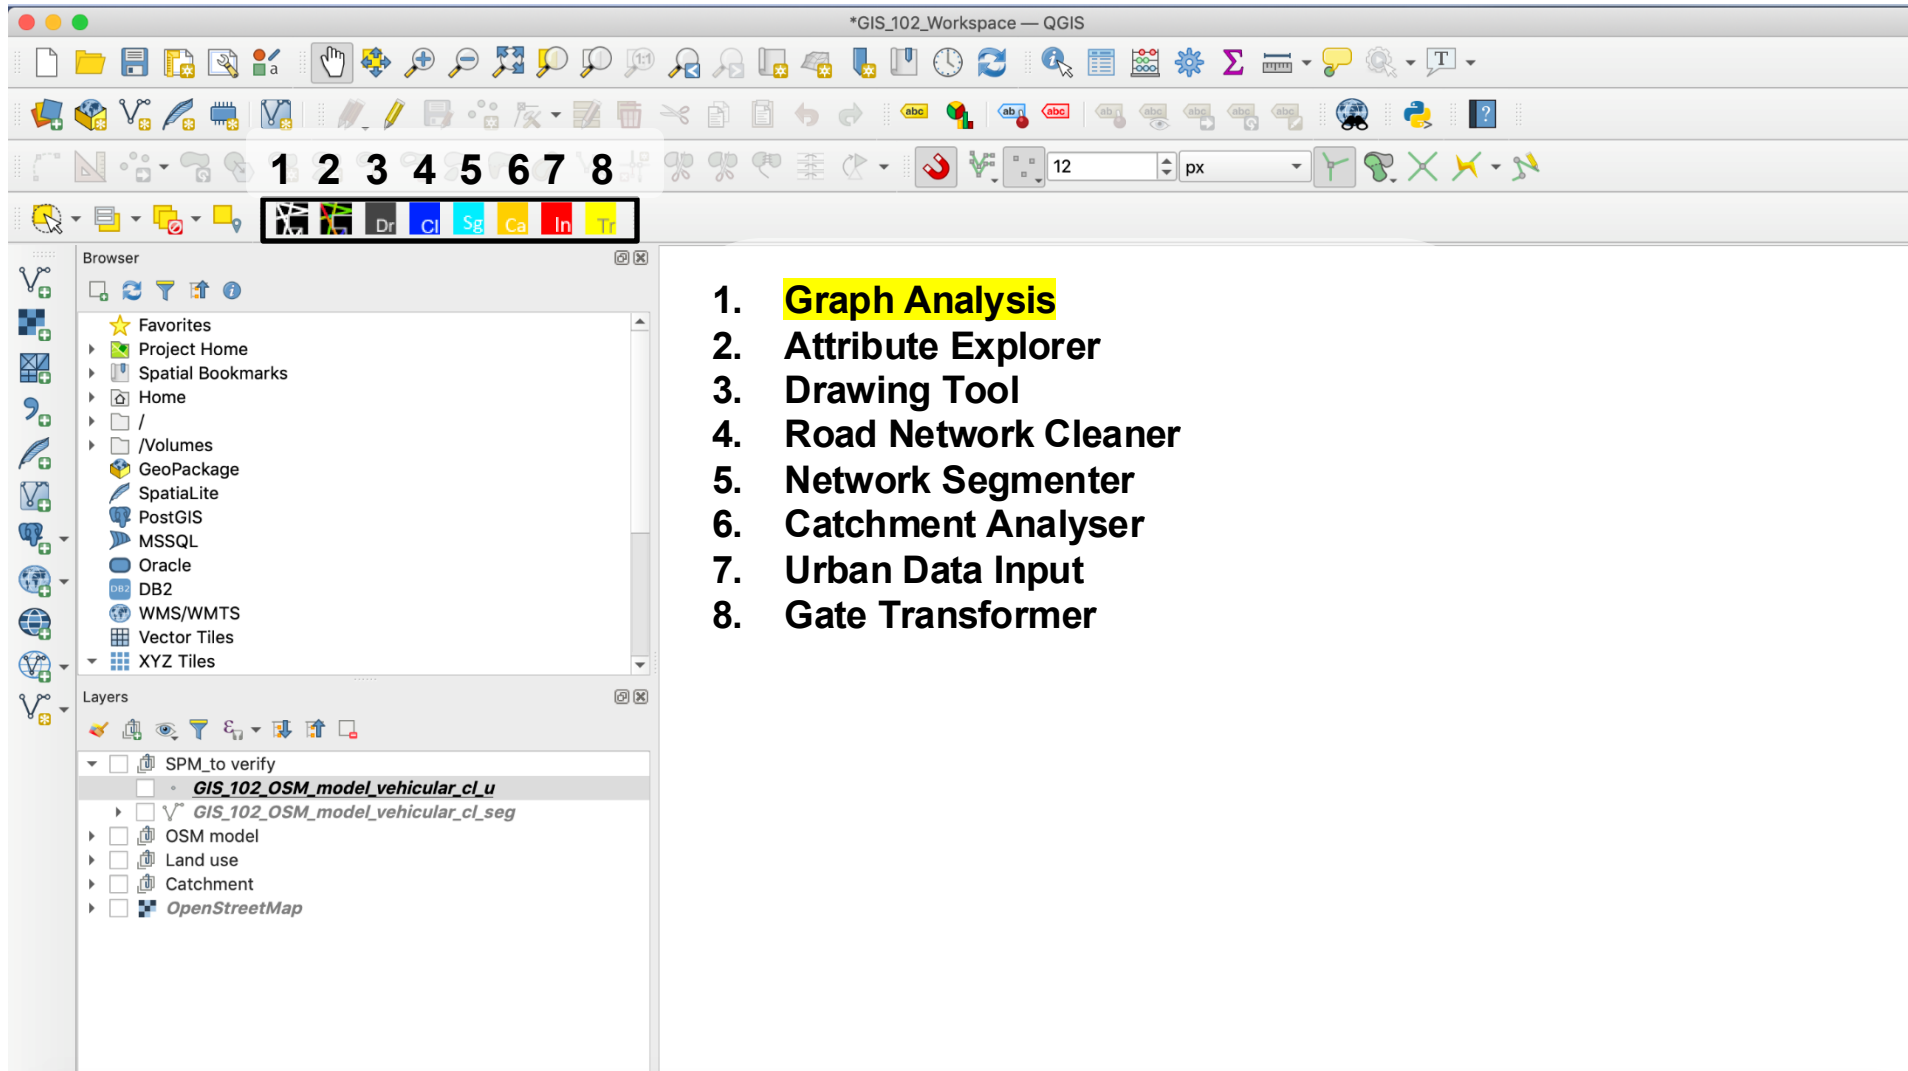 *GIS_102_Workspace — QGIS
12
px
1 2 3 4 5 6 7 8
Dr Cl Sg Ca In Tr
Browser
Favorites
Project Home
Spatial Bookmarks
Home
/
/Volumes
GeoPackage
SpatiaLite
PostGIS
MSSQL
Oracle
DB2
WMS/WMTS
Vector Tiles
XYZ Tiles
Layers
SPM_to verify
GIS_102_OSM_model_vehicular_cl_u
GIS_102_OSM_model_vehicular_cl_seg
OSM model
Land use
Catchment
OpenStreetMap
1. Graph Analysis
2. Attribute Explorer
3. Drawing Tool
4. Road Network Cleaner
5. Network Segmenter
6. Catchment Analyser
7. Urban Data Input
8. Gate Transformer